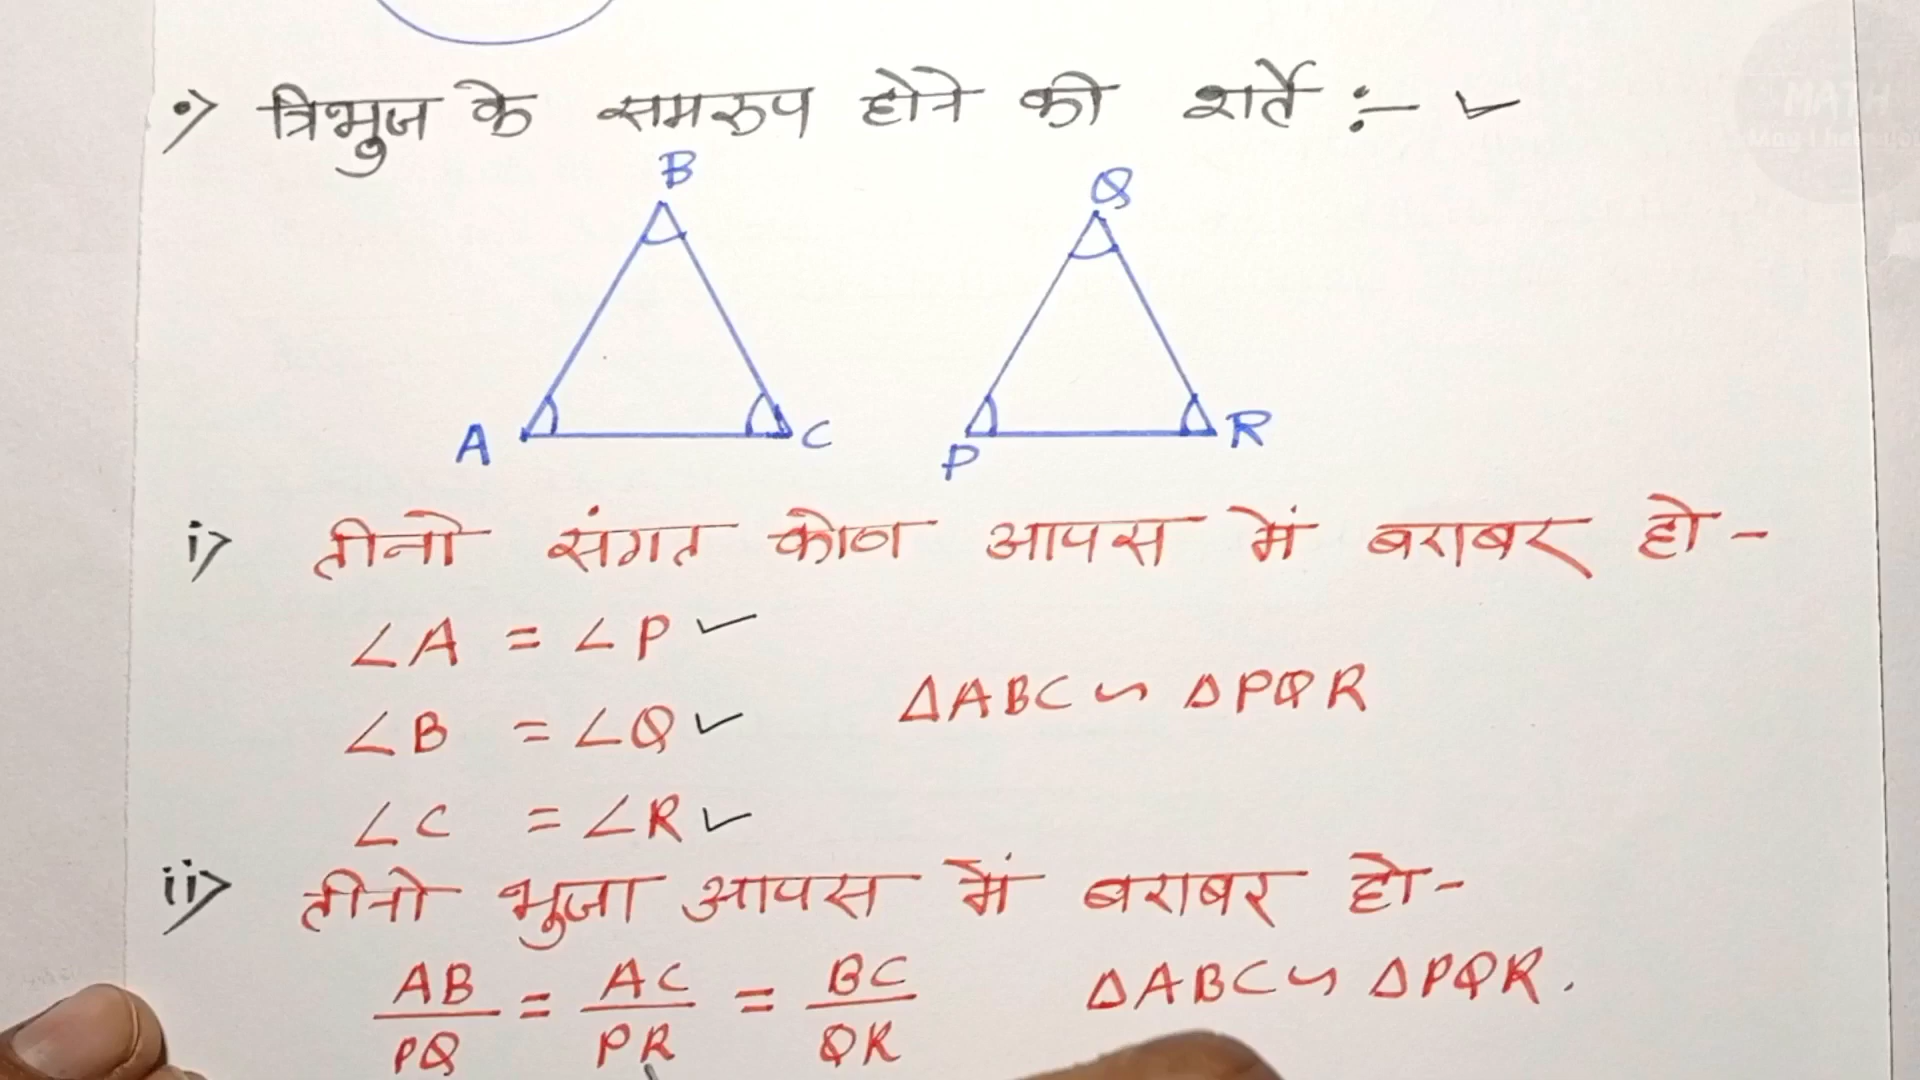 •> त्रिभुज के समरुप होने की शर्ते :-
B Q
A C P R
i> तीनो संगत कोण आपस में बराबर हो -
∠A = ∠P ✓
∠B = ∠Q ✓ ΔABC ∽ ΔPQR
∠C = ∠R ✓
ii> तीनो भुजा आपस में बराबर हो -
AB/PQ = AC/PR = BC/QR ΔABC ∽ ΔPQR.
MATH